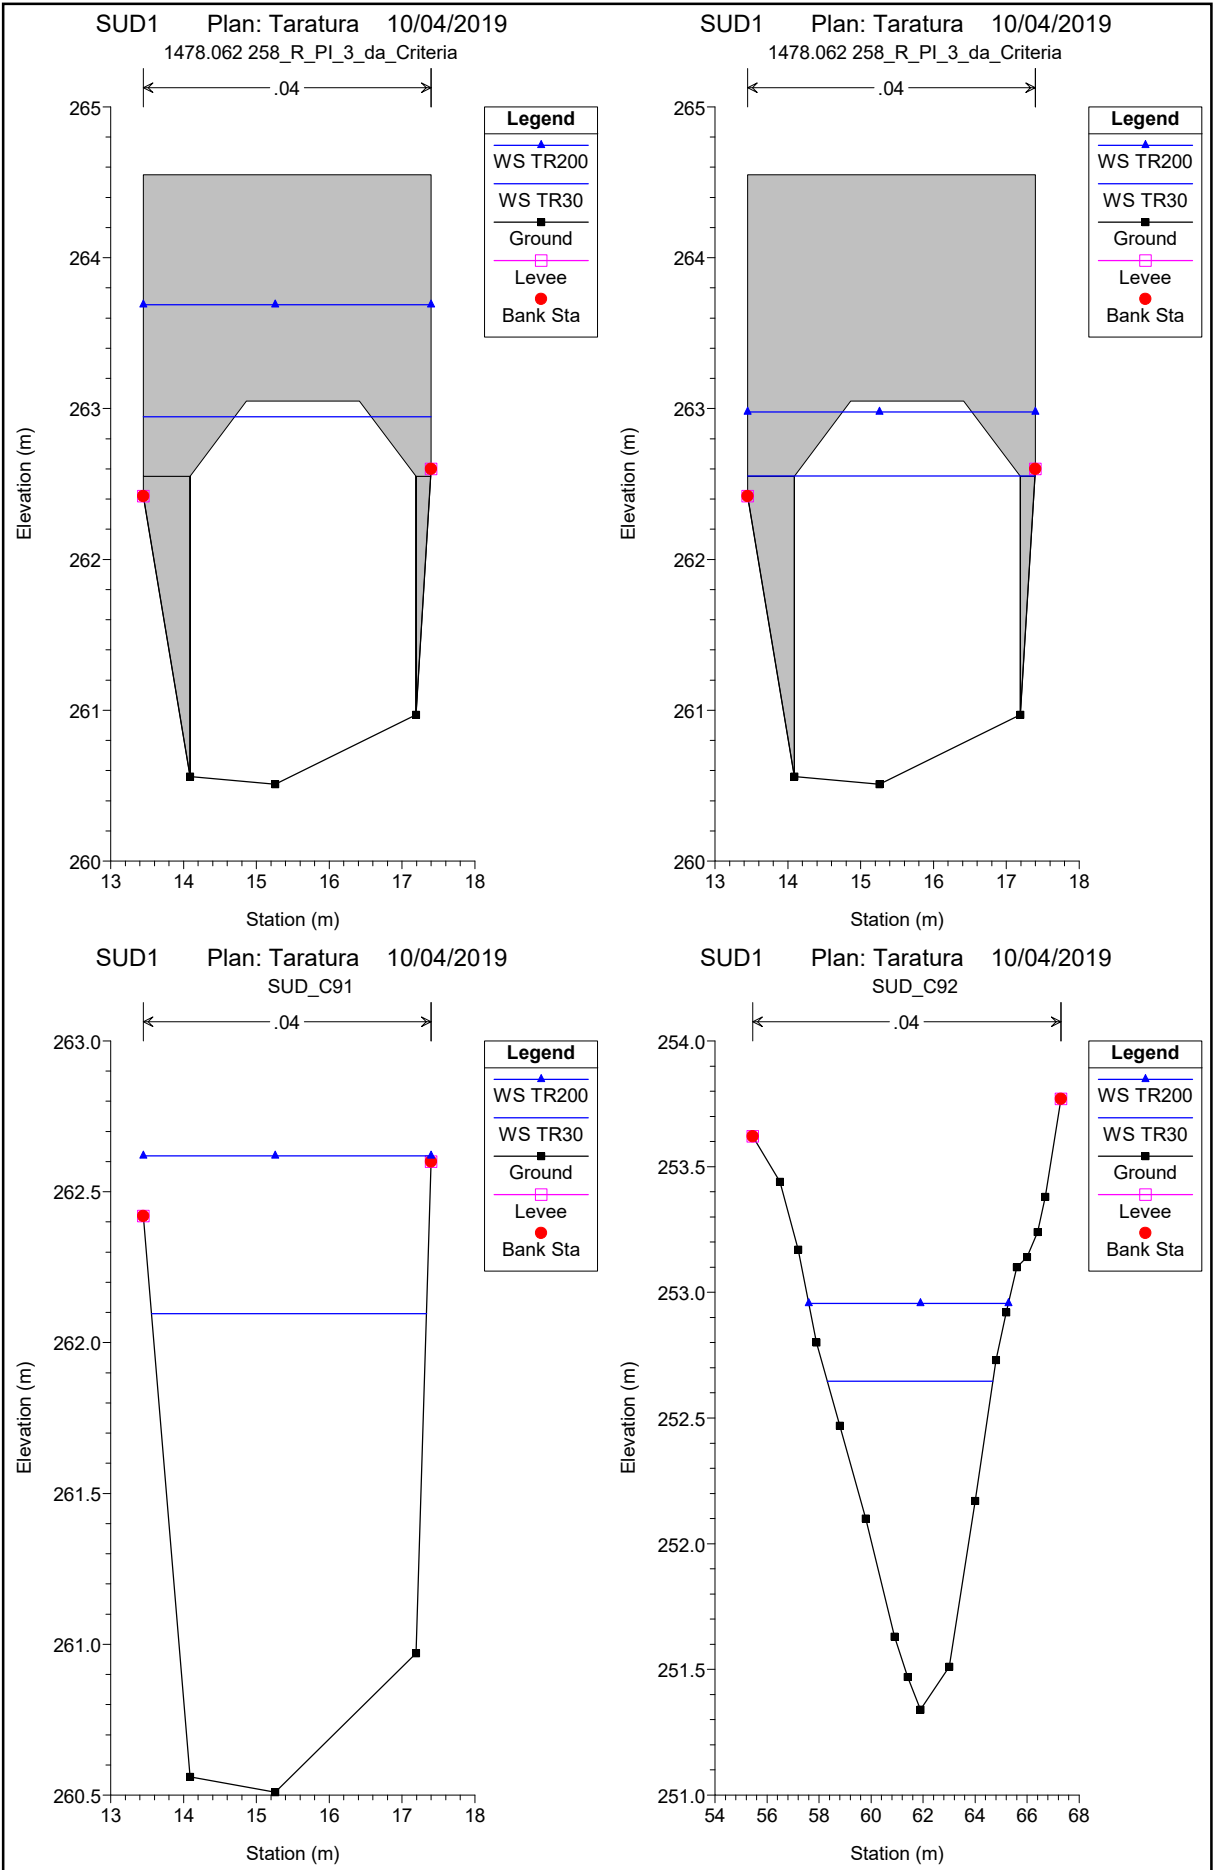 SUD1 Plan: Taratura 10/04/2019
1478.062 258_R_PI_3_da_Criteria
.04
265
264
263
262
261
260
13 14 15 16 17 18
Elevation (m)
Station (m)
Legend
WS TR200
WS TR30
Ground
Levee
Bank Sta
SUD1 Plan: Taratura 10/04/2019
1478.062 258_R_PI_3_da_Criteria
.04
265
264
263
262
261
260
13 14 15 16 17 18
Elevation (m)
Station (m)
Legend
WS TR200
WS TR30
Ground
Levee
Bank Sta
SUD1 Plan: Taratura 10/04/2019
SUD_C91
.04
263.0
262.5
262.0
261.5
261.0
260.5
13 14 15 16 17 18
Elevation (m)
Station (m)
Legend
WS TR200
WS TR30
Ground
Levee
Bank Sta
SUD1 Plan: Taratura 10/04/2019
SUD_C92
.04
254.0
253.5
253.0
252.5
252.0
251.5
251.0
54 56 58 60 62 64 66 68
Elevation (m)
Station (m)
Legend
WS TR200
WS TR30
Ground
Levee
Bank Sta